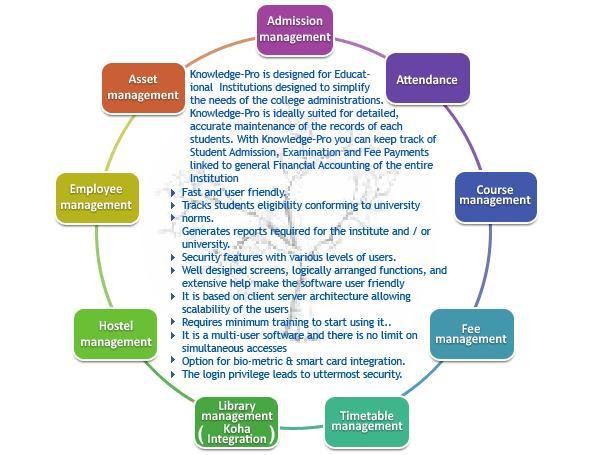 Admission
management
Attendance
Course
management
Fee
management
Timetable
management
Library
management
( Koha
Integration )
Hostel
management
Employee
management
Asset
management
Knowledge-Pro is designed for Educat-
ional Institutions designed to simplify
the needs of the college administrations.
Knowledge-Pro is ideally suited for detailed,
accurate maintenance of the records of each
students. With Knowledge-Pro you can keep track of
Student Admission, Examination and Fee Payments
linked to general Financial Accounting of the entire
Institution
Fast and user friendly.
Tracks students eligibility conforming to university
norms.
Generates reports required for the institute and / or
university.
Security features with various levels of users.
Well designed screens, logically arranged functions, and
extensive help make the software user friendly
It is based on client server architecture allowing
scalability of the users
Requires minimum training to start using it..
It is a multi-user software and there is no limit on
simultaneous accesses
Option for bio-metric & smart card integration.
The login privilege leads to uttermost security.